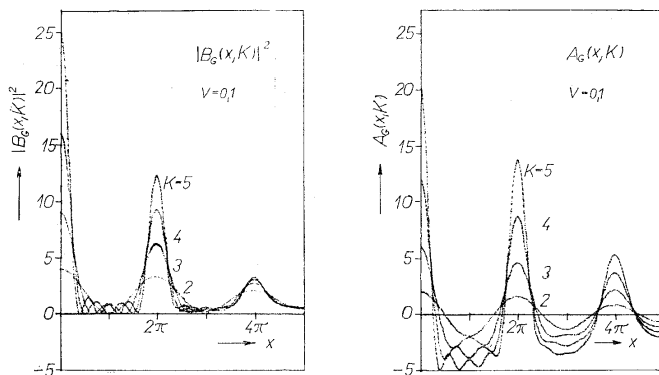 25
20
15
10
5
0
-5
|B_G(x,K)|²
|B_G(x,K)|²
V=0,1
K=5
4
3
2
2π
4π
x
25
20
15
10
5
0
-5
A_G(x,K)
A_G(x,K)
V=0,1
K=5
4
3
2
2π
4π
x